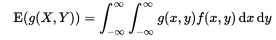 E(g(X, Y)) = ∫_{-∞}^{∞} ∫_{-∞}^{∞} g(x, y) f(x, y) dx dy